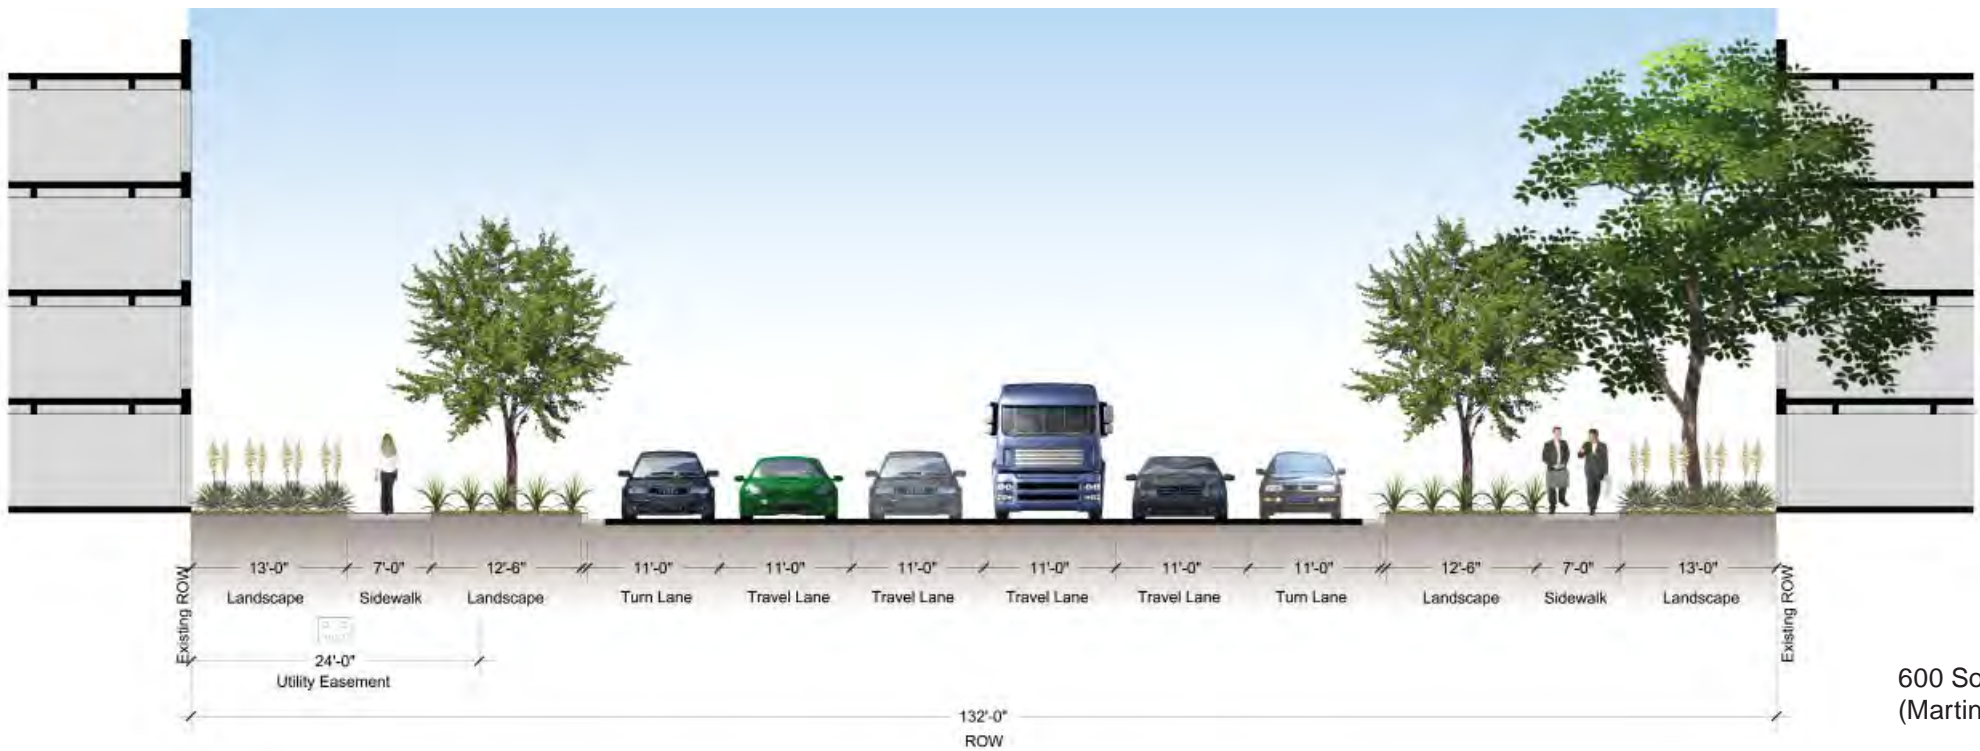 13'-0" 7'-0" 12'-6" 11'-0" 11'-0" 11'-0" 11'-0" 11'-0" 11'-0" 12'-6" 7'-0" 13'-0"
Landscape Sidewalk Landscape Turn Lane Travel Lane Travel Lane Travel Lane Travel Lane Turn Lane Landscape Sidewalk Landscape
Existing ROW
Existing ROW
24'-0"
Utility Easement
132'-0"
ROW
600 So
(Martin